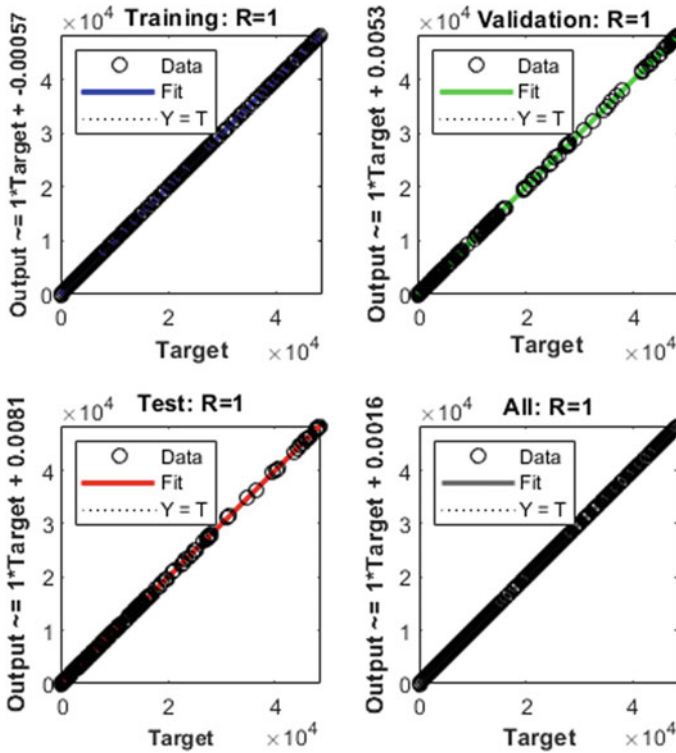 ×10⁴ Training: R=1
Output ~= 1*Target + -0.00057
4
3
2
1
0
Data
Fit
Y = T
0 2 4
Target ×10⁴
×10⁴ Validation: R=1
Output ~= 1*Target + 0.0053
4
3
2
1
0
Data
Fit
Y = T
0 2 4
Target ×10⁴
×10⁴ Test: R=1
Output ~= 1*Target + 0.0081
4
3
2
1
0
Data
Fit
Y = T
0 2 4
Target ×10⁴
×10⁴ All: R=1
Output ~= 1*Target + 0.0016
4
3
2
1
0
Data
Fit
Y = T
0 2 4
Target ×10⁴